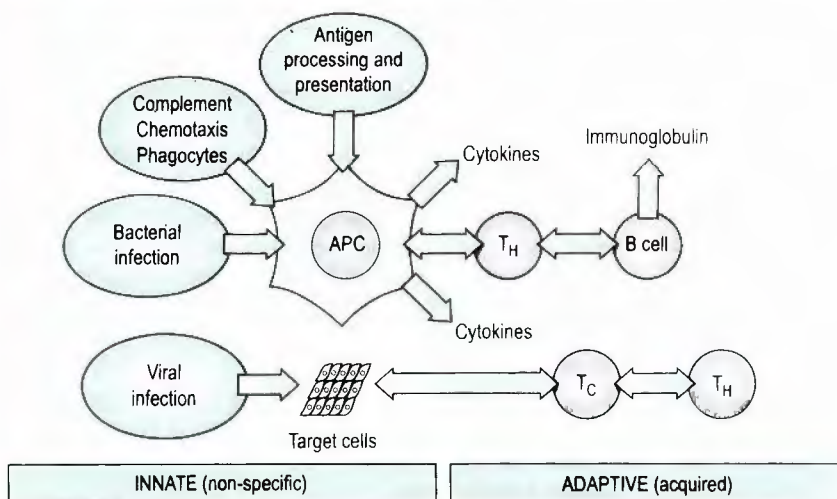 Antigen
processing and
presentation
Complement
Chemotaxis
Phagocytes
Cytokines
Immunoglobulin
Bacterial
infection
APC
TH
B cell
Cytokines
Viral
infection
Target cells
TC
TH
INNATE (non-specific)
ADAPTIVE (acquired)